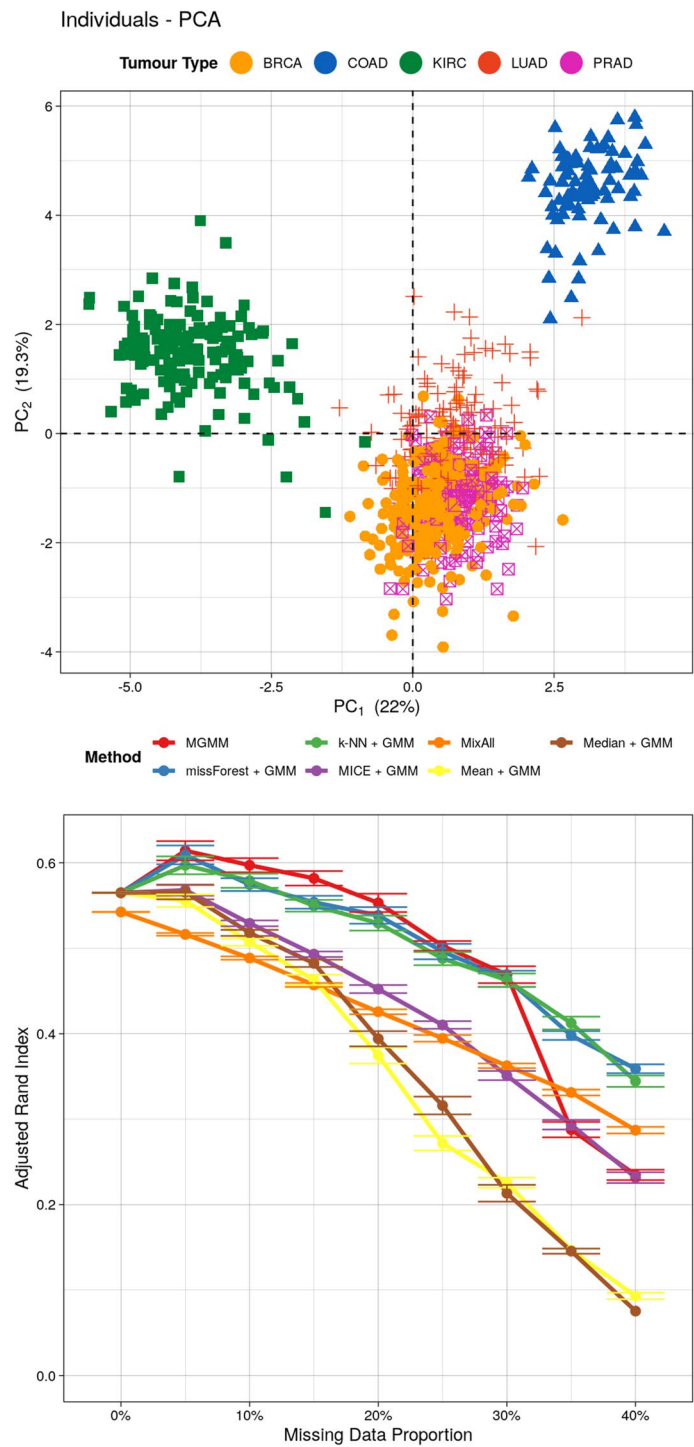 Individuals - PCA
Tumour Type BRCA COAD KIRC LUAD PRAD
6
4
2
0
-2
-4
PC2 (19.3%)
-5.0 -2.5 0.0 2.5
PC1 (22%)
Method
MGMM k-NN + GMM MixAll Median + GMM
missForest + GMM MICE + GMM Mean + GMM
0.6
0.4
0.2
0.0
Adjusted Rand Index
0% 10% 20% 30% 40%
Missing Data Proportion